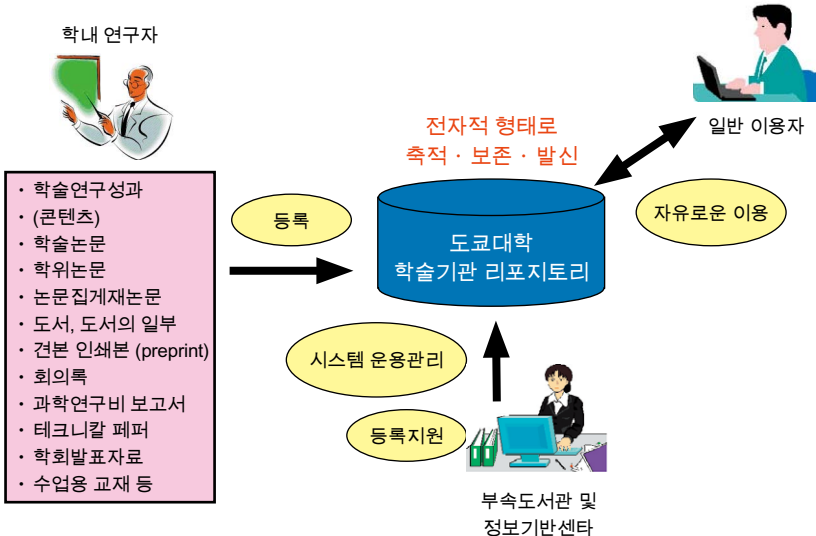 학내 연구자
· 학술연구성과
· (콘텐츠)
· 학술논문
· 학위논문
· 논문집게재논문
· 도서, 도서의 일부
· 견본 인쇄본 (preprint)
· 회의록
· 과학연구비 보고서
· 테크니칼 페퍼
· 학회발표자료
· 수업용 교재 등
등록
전자적 형태로
축적 · 보존 · 발신
도쿄대학
학술기관 리포지토리
일반 이용자
자유로운 이용
시스템 운용관리
등록지원
부속도서관 및
정보기반센타